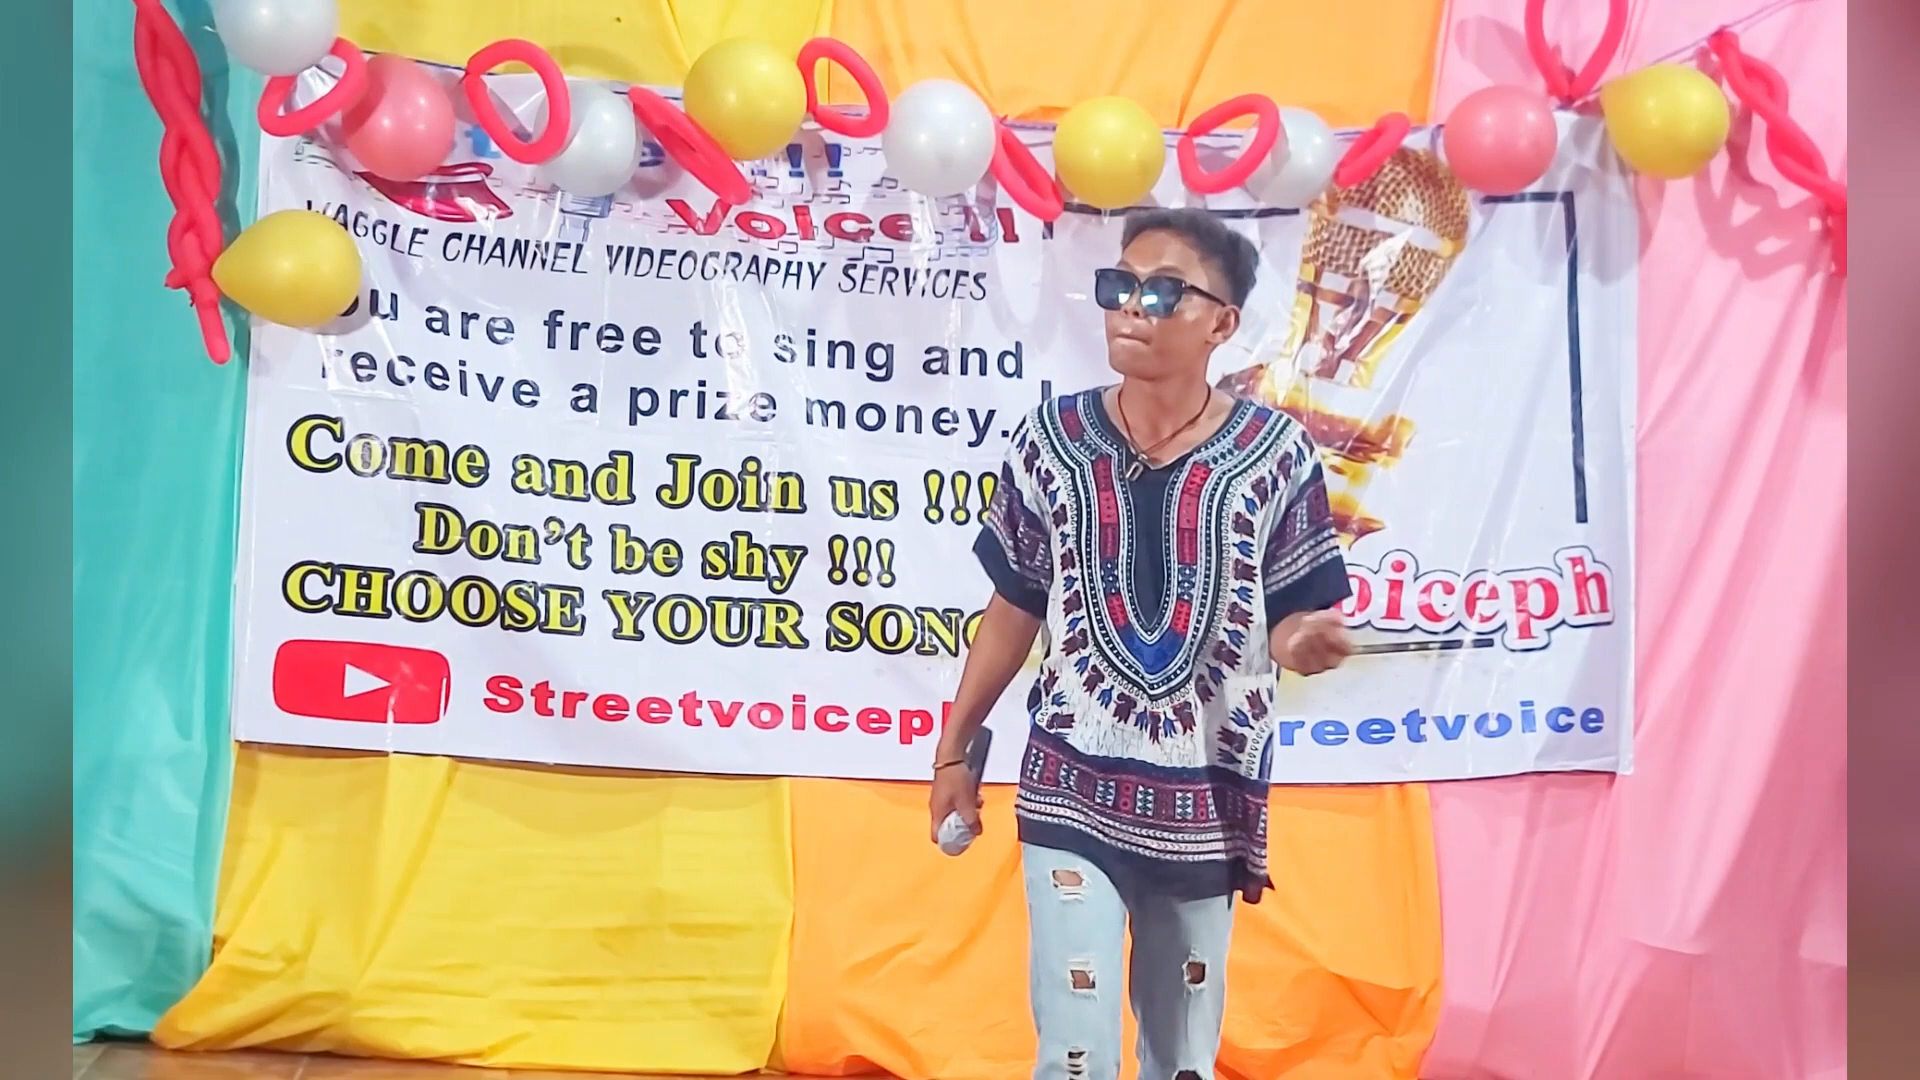 Voice !!
WAGGLE CHANNEL VIDEOGRAPHY SERVICES
are free to sing and
receive a prize money.
Come and Join us !!!
Don't be shy !!!
CHOOSE YOUR SONG
Streetvoiceph
oiceph
reetvoice